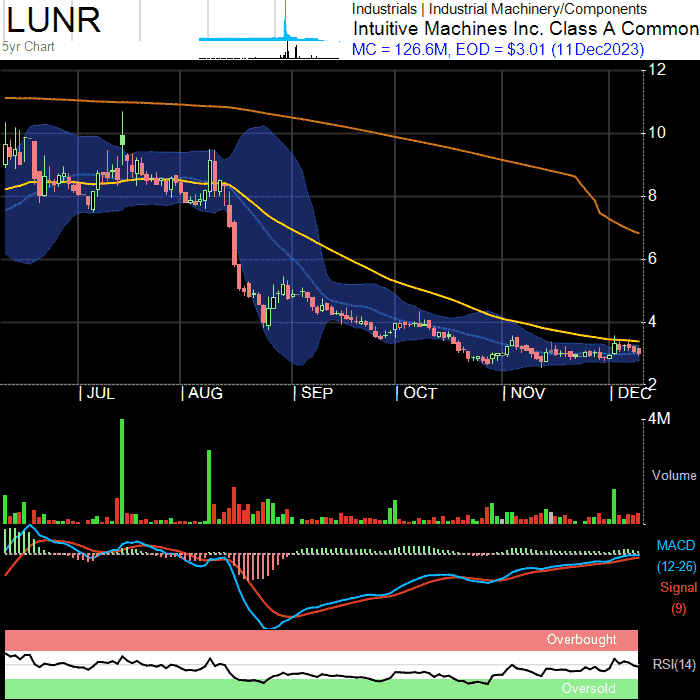 LUNR
5yr Chart
Industrials | Industrial Machinery/Components
Intuitive Machines Inc. Class A Common
MC = 126.6M, EOD = $3.01 (11Dec2023)
12
10
8
6
4
2
| JUL
| AUG
| SEP
| OCT
| NOV
| DEC
4M
Volume
MACD
(12-26)
Signal
(9)
Overbought
RSI(14)
Oversold